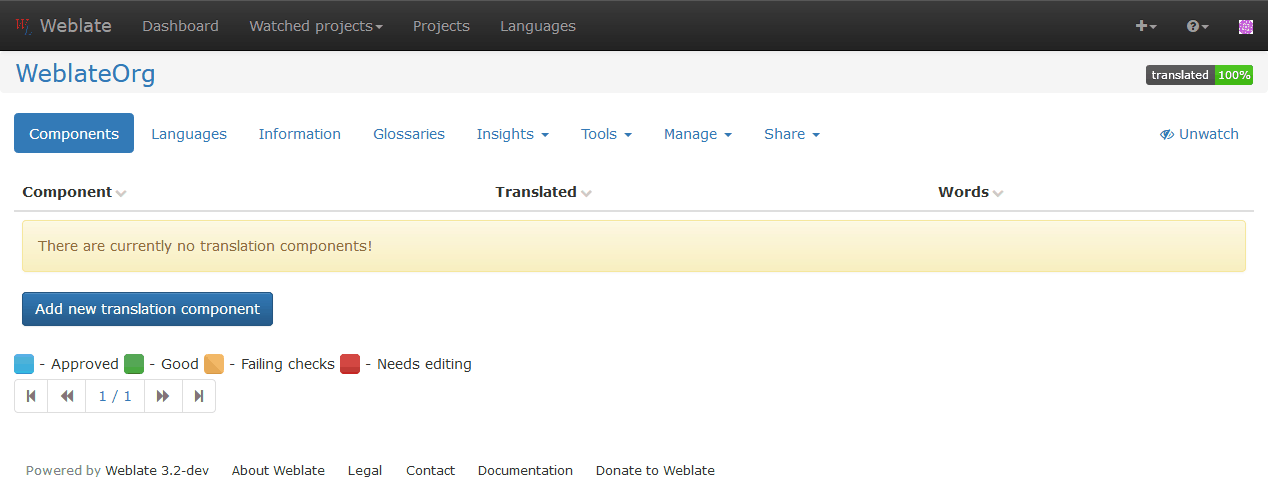 Weblate Dashboard Watched projects Projects Languages
WeblateOrg translated 100%
Components Languages Information Glossaries Insights Tools Manage Share Unwatch
Component Translated Words
There are currently no translation components!
Add new translation component
- Approved - Good - Failing checks - Needs editing
1 / 1
Powered by Weblate 3.2-dev About Weblate Legal Contact Documentation Donate to Weblate